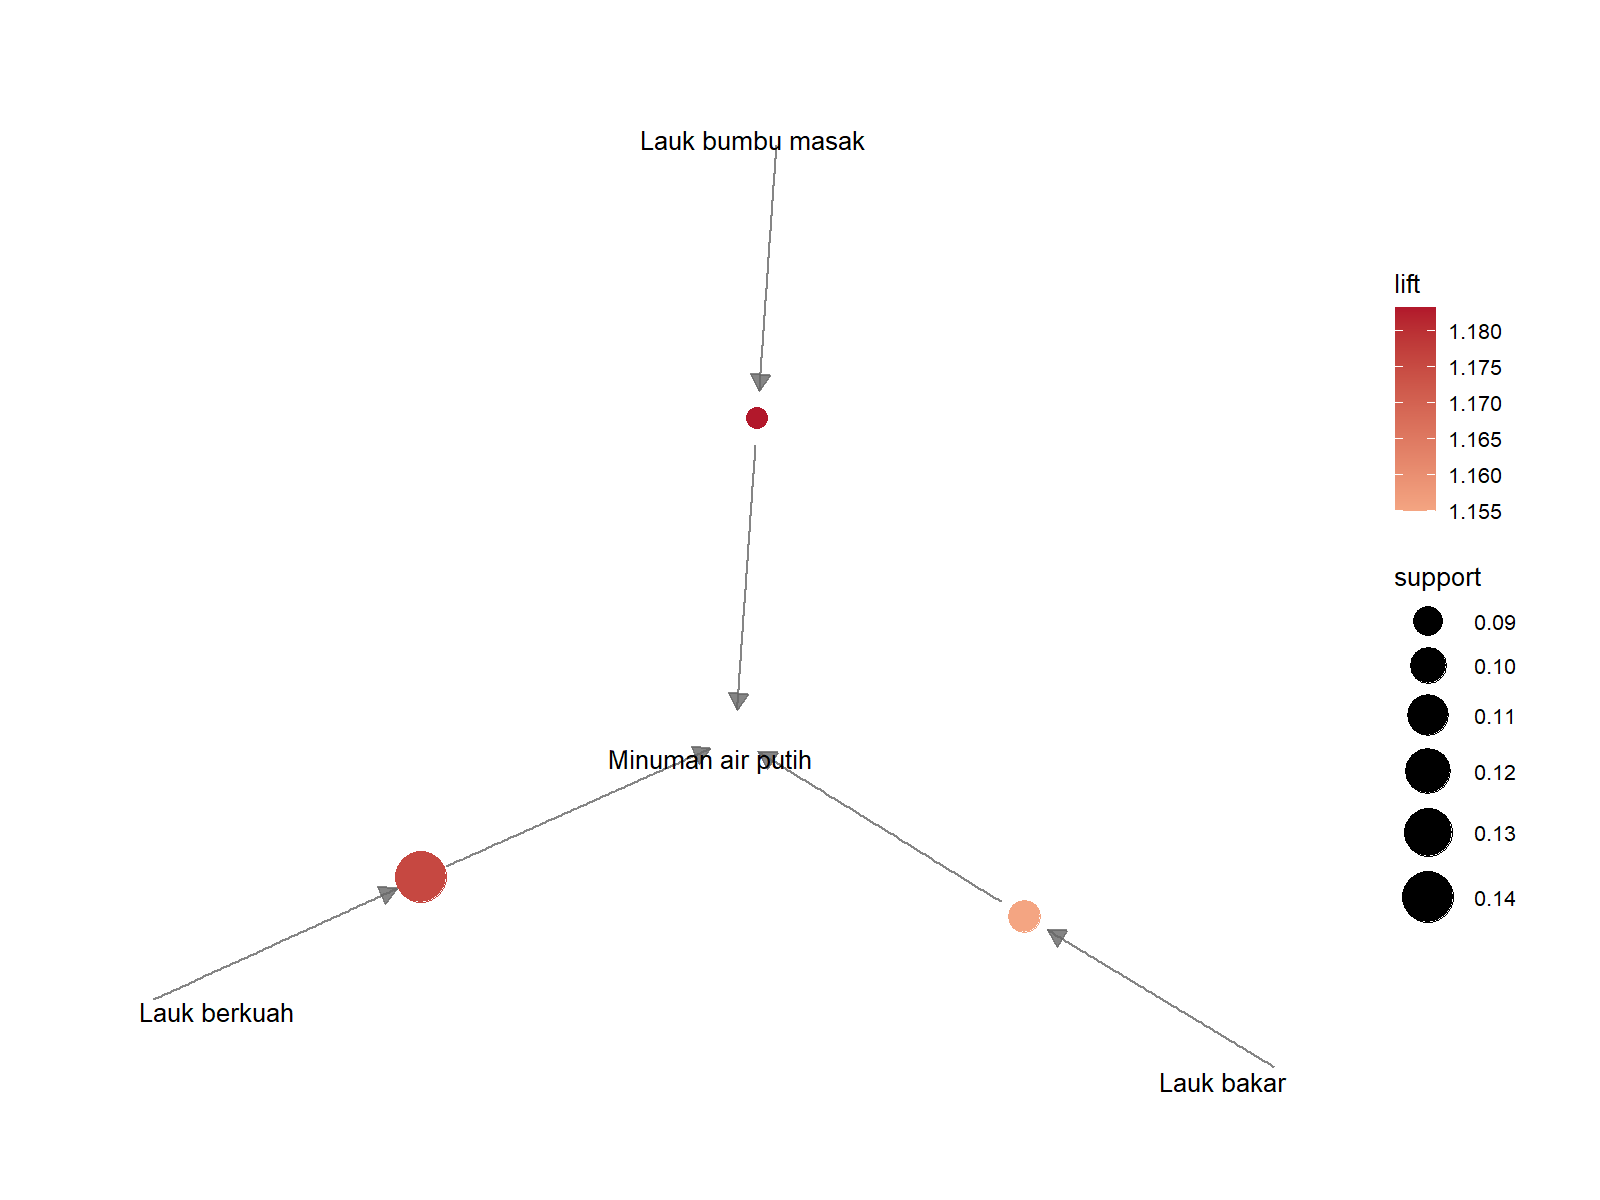 Lauk bumbu masak
Minuman air putih
Lauk berkuah
Lauk bakar
lift
1.180
1.175
1.170
1.165
1.160
1.155
support
0.09
0.10
0.11
0.12
0.13
0.14